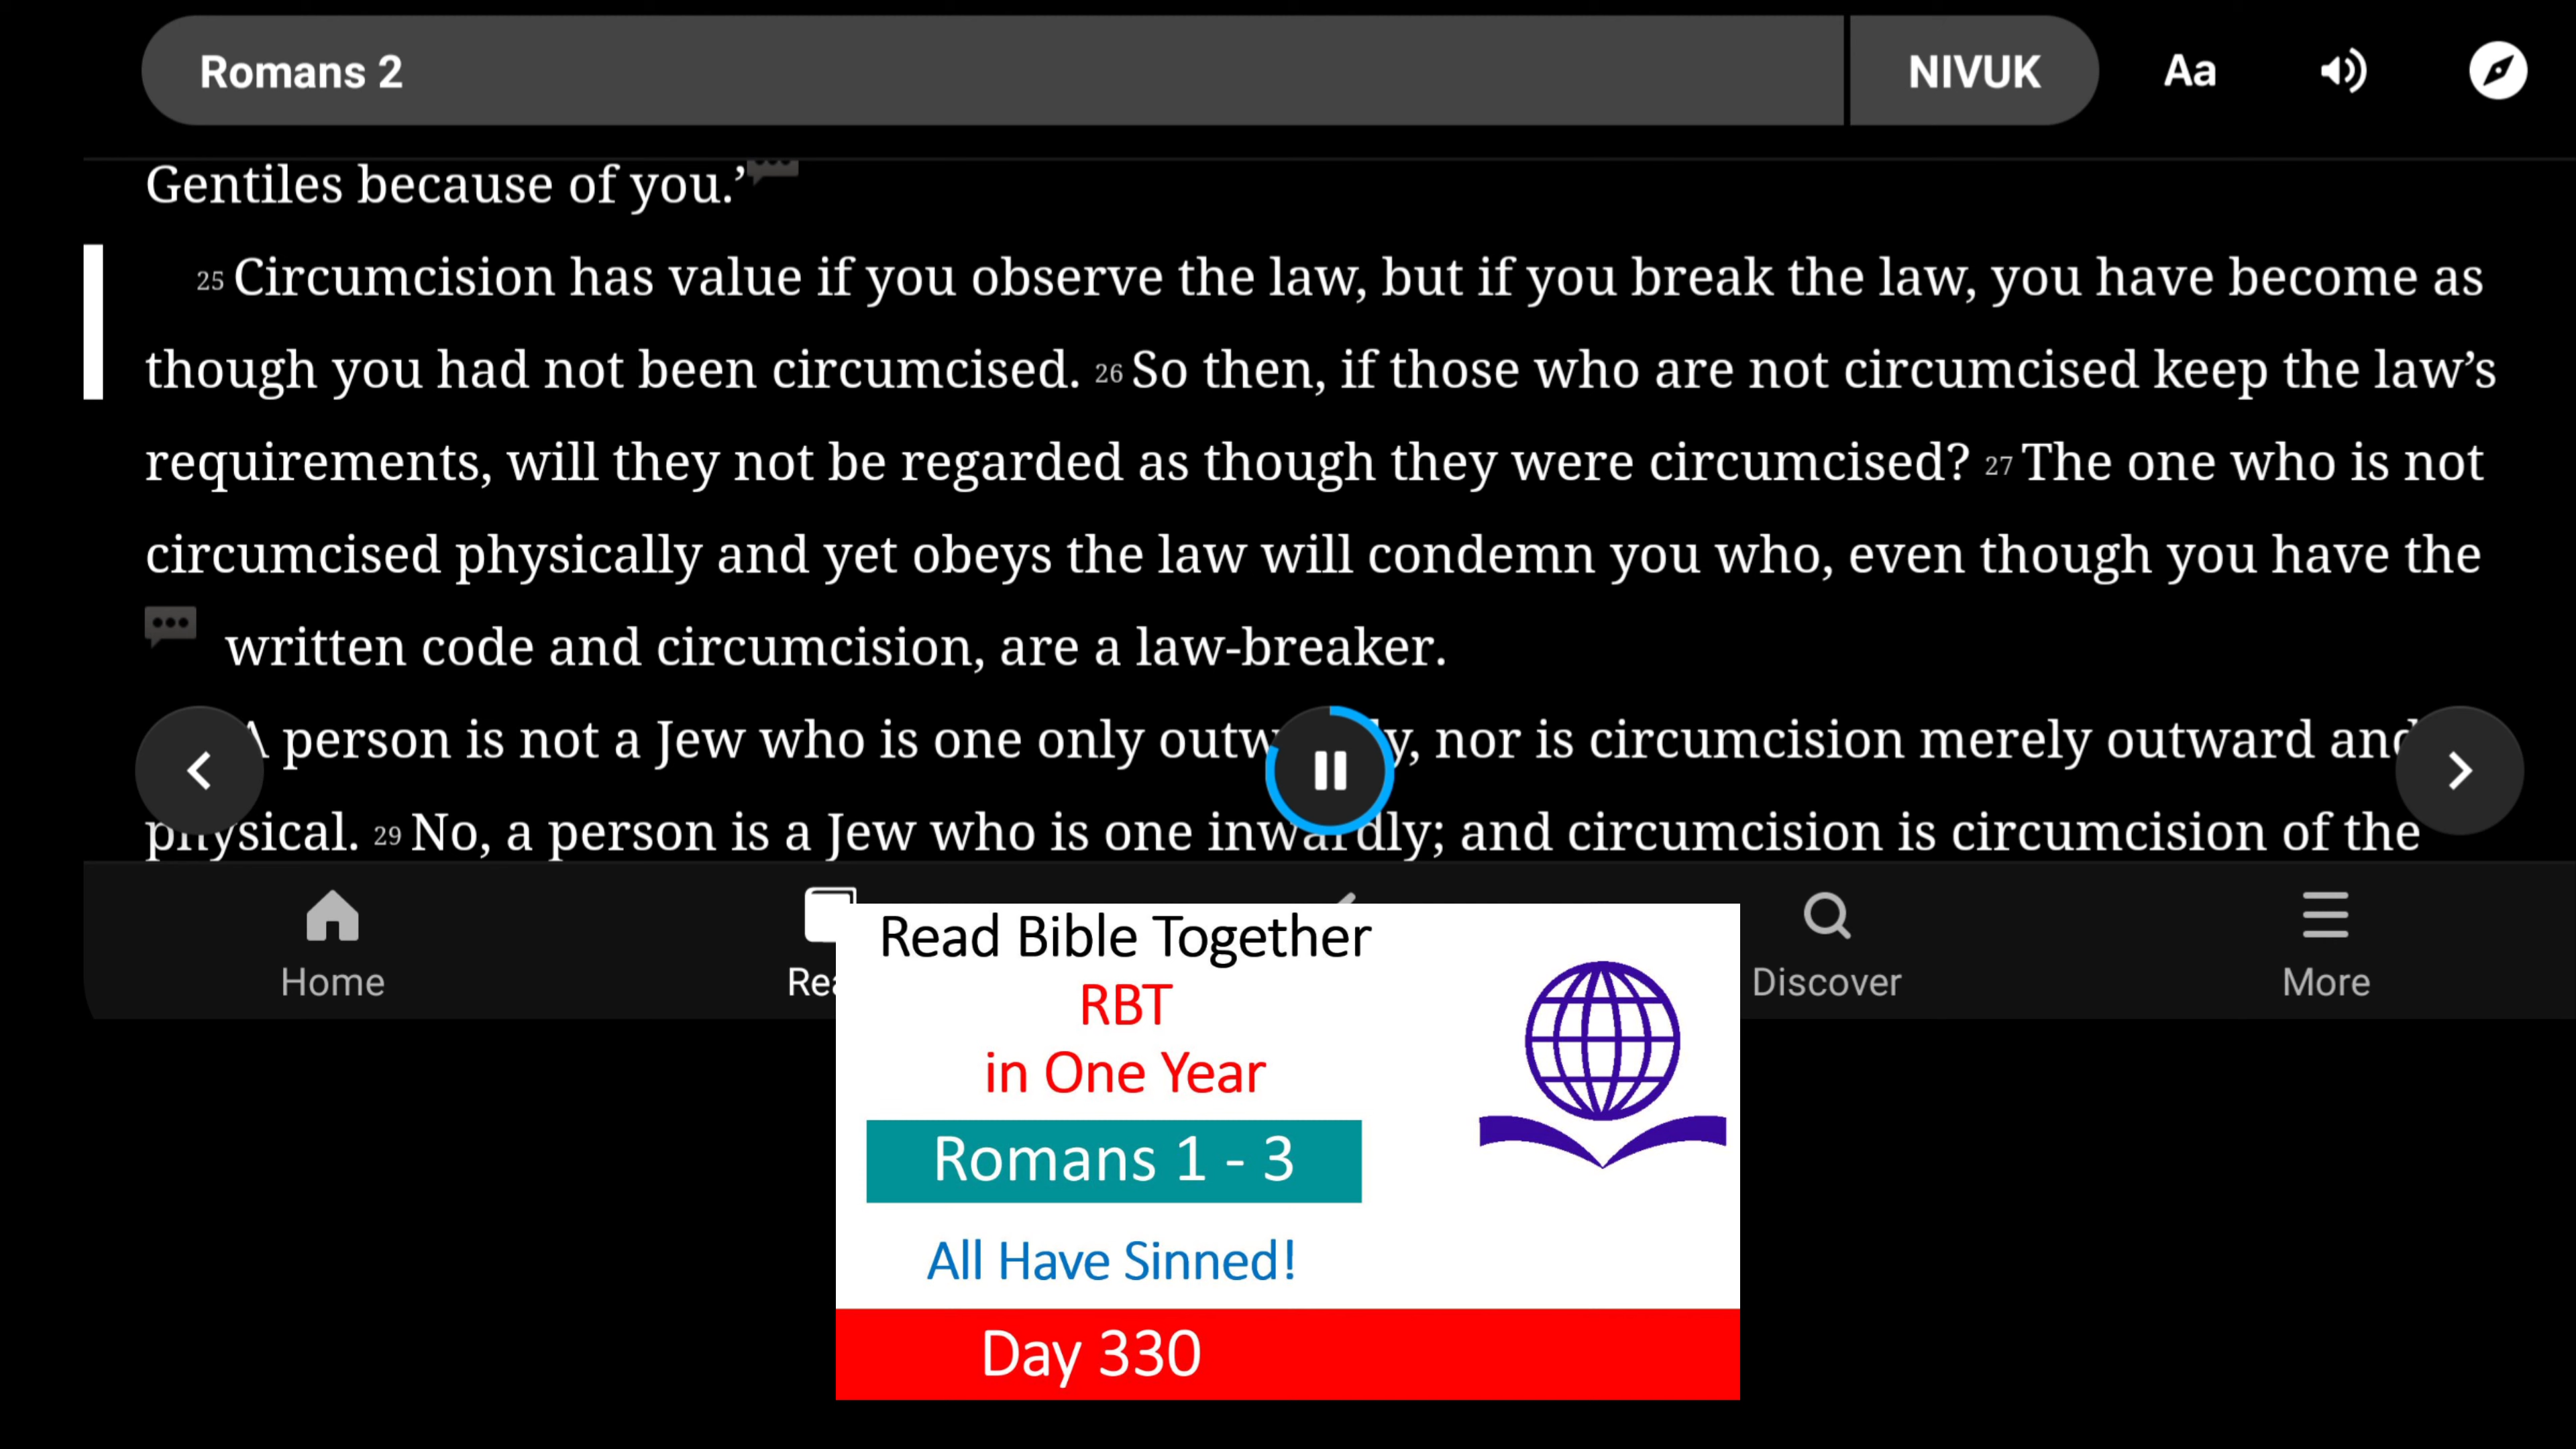 Romans 2
NIVUK
Aa
Gentiles because of you.’
25 Circumcision has value if you observe the law, but if you break the law, you have become as
though you had not been circumcised. 26 So then, if those who are not circumcised keep the law’s
requirements, will they not be regarded as though they were circumcised? 27 The one who is not
circumcised physically and yet obeys the law will condemn you who, even though you have the
written code and circumcision, are a law-breaker.
A person is not a Jew who is one only outwardly, nor is circumcision merely outward and
physical. 29 No, a person is a Jew who is one inwardly; and circumcision is circumcision of the
Home
Discover
More
Read Bible Together
RBT
in One Year
Romans 1 - 3
All Have Sinned!
Day 330